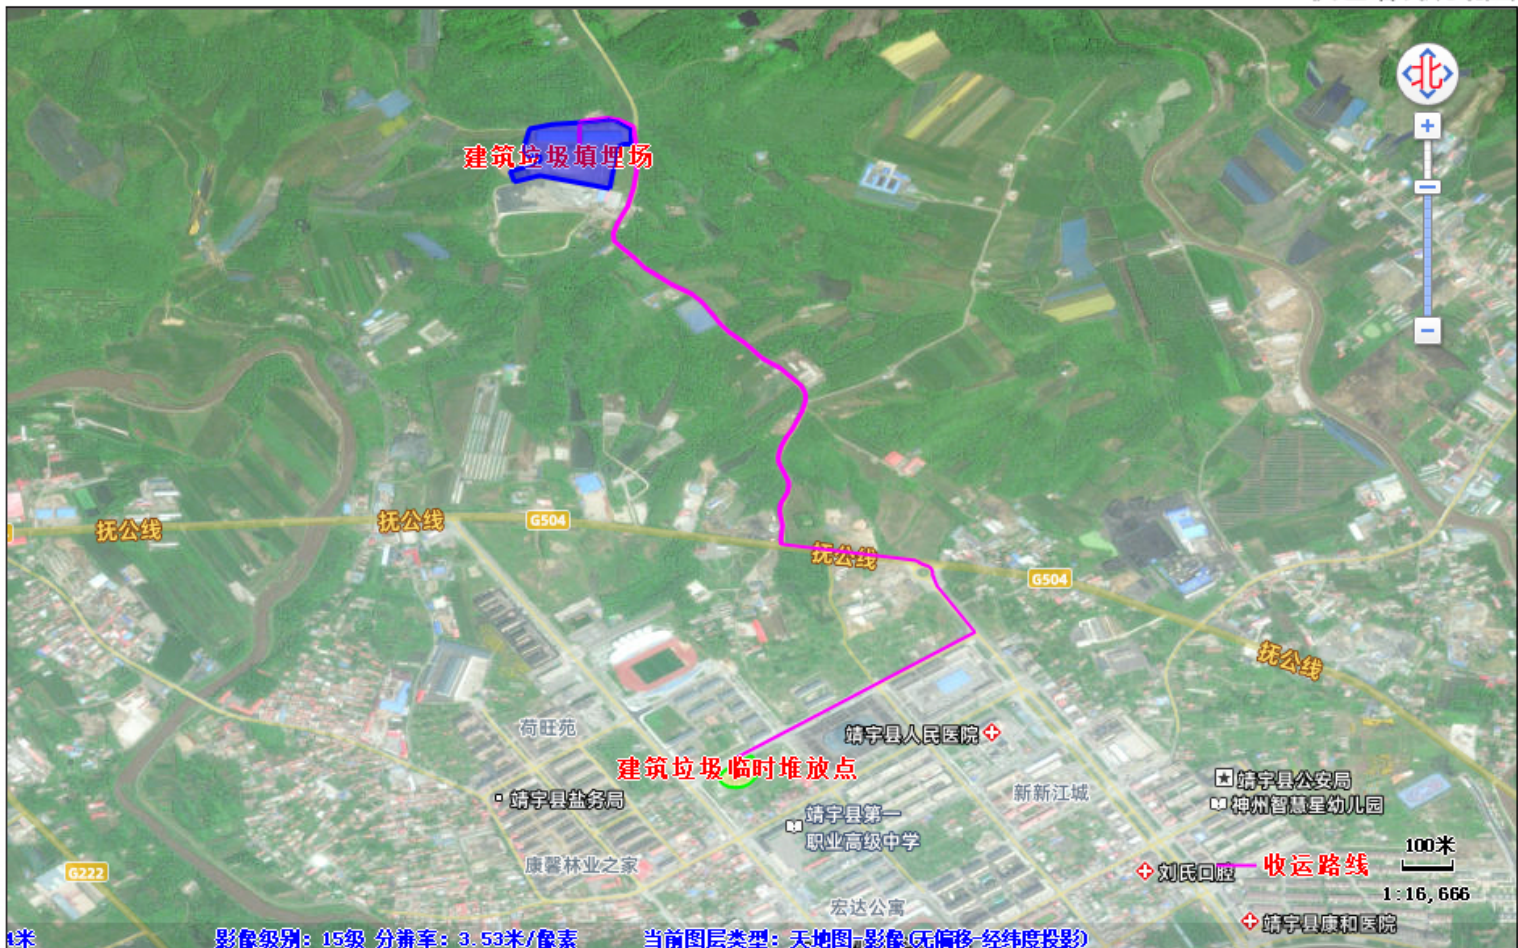 北
建筑垃圾填埋场
抚公线
抚公线
G504
抚公线
G504
抚公线
荷旺苑
靖宇县人民医院
建筑垃圾临时堆放点
靖宇县盐务局
新新江城
靖宇县公安局
神州智慧星幼儿园
靖宇县第一
职业高级中学
100米
康馨林业之家
G222
刘氏口腔
收运路线
1:16,666
宏达公寓
靖宇县康和医院
米
影像级别：15级 分辨率：3.53米/像素
当前图层类型：天地图-影像(无偏移-经纬度投影)